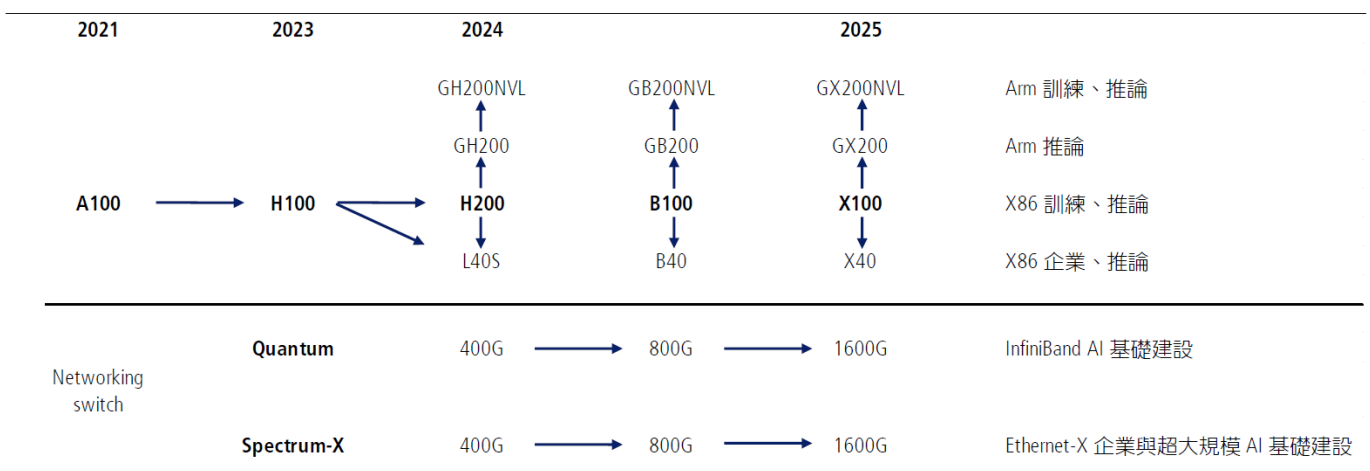 2021 2023 2024 2025
GH200NVL GB200NVL GX200NVL Arm 訓練、推論
GH200 GB200 GX200 Arm 推論
A100 H100 H200 B100 X100 X86 訓練、推論
L40S B40 X40 X86 企業、推論
Quantum 400G 800G 1600G InfiniBand AI 基礎建設
Networking
switch
Spectrum-X 400G 800G 1600G Ethernet-X 企業與超大規模 AI 基礎建設